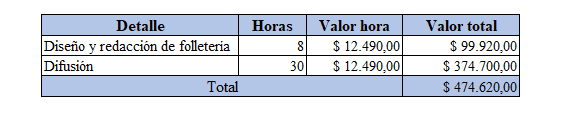 Detalle Horas Valor hora Valor total
Diseño y redacción de folleteria 8 $ 12.490,00 $ 99.920,00
Difusión 30 $ 12.490,00 $ 374.700,00
Total $ 474.620,00